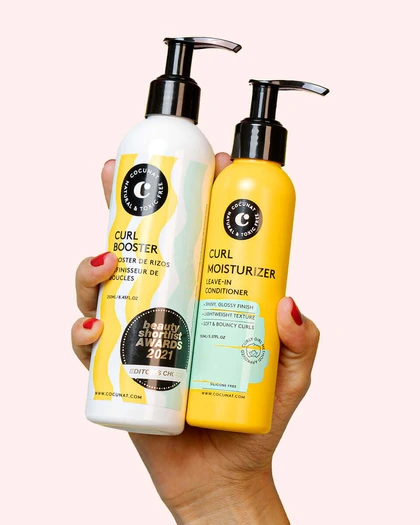 COCUNAT
NATURAL & TOXIC FREE
C
CURL
BOOSTER
BOOSTER DE RIZOS
DÉFINISSEUR DE
BOUCLES
beauty
shortlist
AWARDS
2021
WWW.COCUNAT.COM
COCUNAT
NATURAL & TOXIC FREE
C
CURL
MOISTURIZER
LEAVE-IN
CONDITIONER
GLOSSY FINISH
LIGHTWEIGHT TEXTURE
SOFT & BOUNCY CURLS
SILICONE FREE
WWW.COCUNAT.COM